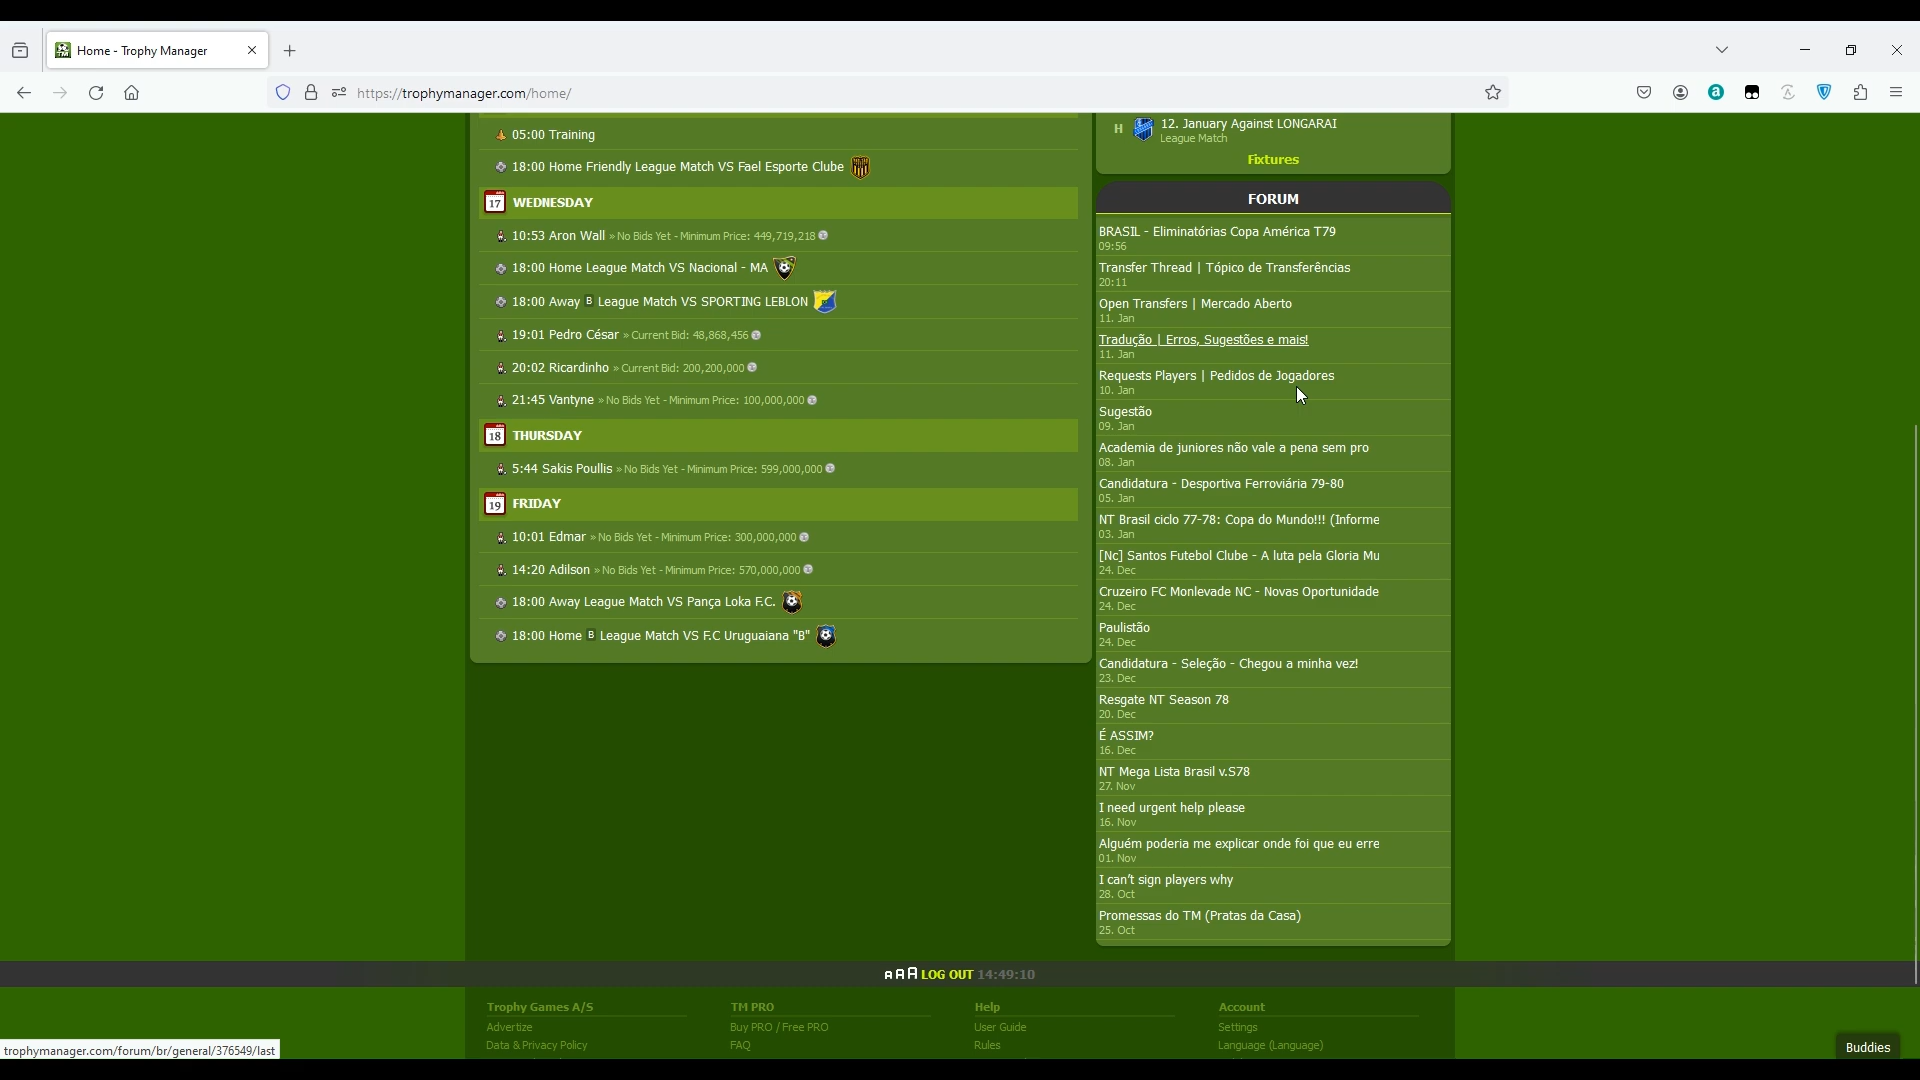 Home - Trophy Manager
https://trophymanager.com/home/
05:00 Training
18:00 Home Friendly League Match VS Fael Esporte Clube
17 WEDNESDAY
10:53 Aron Wall » No Bids Yet - Minimum Price: 449,719,218
18:00 Home League Match VS Nacional - MA
18:00 Away B League Match VS SPORTING LEBLON
19:01 Pedro César » Current Bid: 48,868,456
20:02 Ricardinho » Current Bid: 200,200,000
21:45 Vantyne » No Bids Yet - Minimum Price: 100,000,000
18 THURSDAY
5:44 Sakis Poullis » No Bids Yet - Minimum Price: 599,000,000
19 FRIDAY
10:01 Edmar » No Bids Yet - Minimum Price: 300,000,000
14:20 Adilson » No Bids Yet - Minimum Price: 570,000,000
18:00 Away League Match VS Pança Loka F.C.
18:00 Home B League Match VS F.C Uruguaiana "B"
H 12. January Against LONGARAI
League Match
Fixtures
FORUM
BRASIL - Eliminatórias Copa América T79
09:56
Transfer Thread | Tópico de Transferências
20:11
Open Transfers | Mercado Aberto
11. Jan
Tradução | Erros, Sugestões e mais!
11. Jan
Requests Players | Pedidos de Jogadores
10. Jan
Sugestão
09. Jan
Academia de juniores não vale a pena sem pro
08. Jan
Candidatura - Desportiva Ferroviária 79-80
05. Jan
NT Brasil ciclo 77-78: Copa do Mundo!!! (Informe
03. Jan
[Nc] Santos Futebol Clube - A luta pela Gloria Mu
24. Dec
Cruzeiro FC Monlevade NC - Novas Oportunidade
24. Dec
Paulistão
24. Dec
Candidatura - Seleção - Chegou a minha vez!
23. Dec
Resgate NT Season 78
20. Dec
É ASSIM?
16. Dec
NT Mega Lista Brasil v.S78
27. Nov
I need urgent help please
16. Nov
Alguém poderia me explicar onde foi que eu erre
01. Nov
I can't sign players why
28. Oct
Promessas do TM (Pratas da Casa)
25. Oct
A A A LOG OUT 14:49:10
Trophy Games A/S
Advertize
Data & Privacy Policy
TM PRO
Buy PRO / Free PRO
FAQ
Help
User Guide
Rules
Account
Settings
Language (Language)
trophymanager.com/forum/br/general/376549/last
Buddies